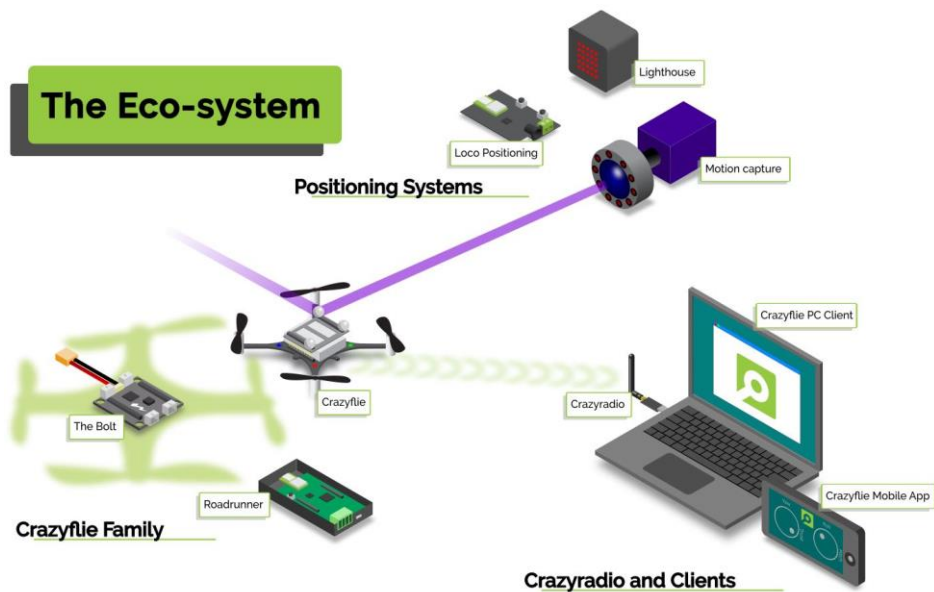 The Eco-system
Lighthouse
Loco Positioning
Motion capture
Positioning Systems
Crazyflie PC Client
Crazyflie
Crazyradio
The Bolt
Roadrunner
Crazyflie Mobile App
Crazyflie Family
Crazyradio and Clients